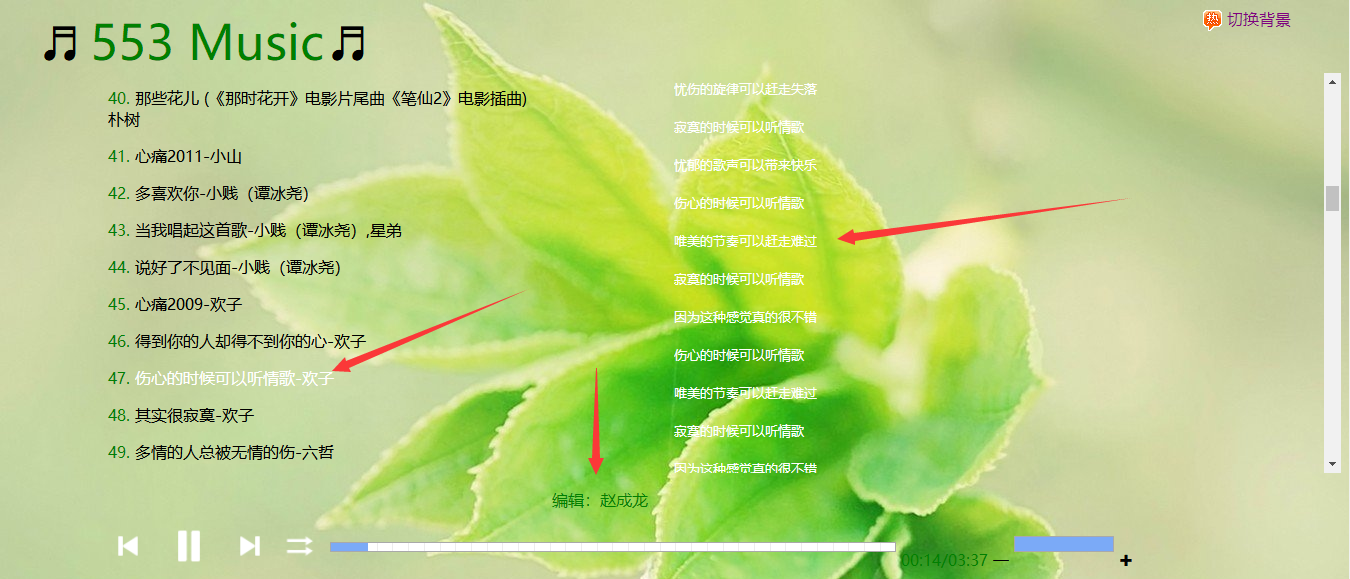 ♬553 Music♬
切换背景
40. 那些花儿 (《那时花开》电影片尾曲《笔仙2》电影插曲)
朴树
41. 心痛2011-小山
42. 多喜欢你-小贱（谭冰尧）
43. 当我唱起这首歌-小贱（谭冰尧）,星弟
44. 说好了不见面-小贱（谭冰尧）
45. 心痛2009-欢子
46. 得到你的人却得不到你的心-欢子
47. 伤心的时候可以听情歌-欢子
48. 其实很寂寞-欢子
49. 多情的人总被无情的伤-六哲
忧伤的旋律可以赶走失落
寂寞的时候可以听情歌
忧郁的歌声可以带来快乐
伤心的时候可以听情歌
唯美的节奏可以赶走难过
寂寞的时候可以听情歌
因为这种感觉真的很不错
伤心的时候可以听情歌
唯美的节奏可以赶走难过
寂寞的时候可以听情歌
因为这种感觉真的很不错
编辑：赵成龙
00:14/03:37 — +